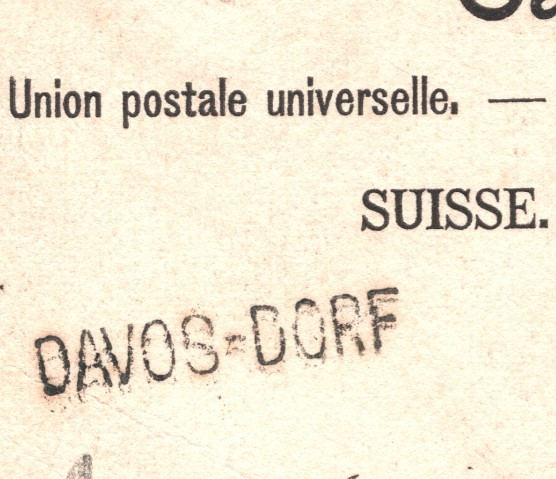 Union postale universelle. —
SUISSE.
DAVOS=DORF